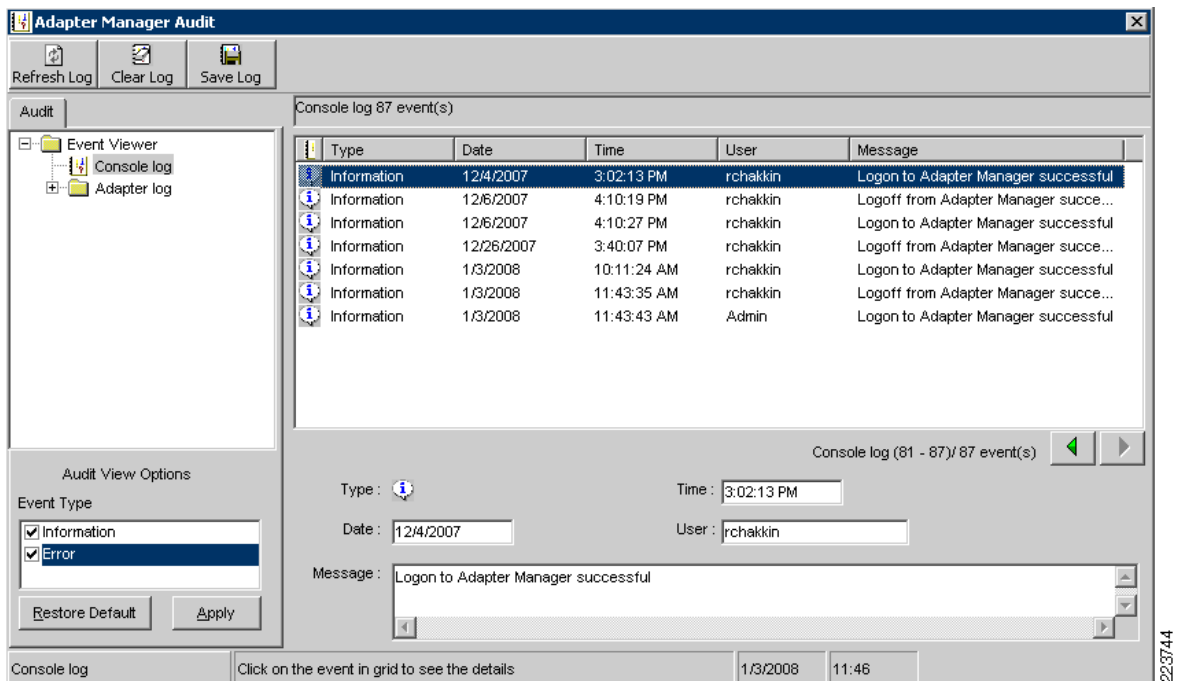 Adapter Manager Audit
Refresh Log Clear Log Save Log
Audit
Console log 87 event(s)
Event Viewer
Console log
Adapter log
Type Date Time User Message
Information 12/4/2007 3:02:13 PM rchakkin Logon to Adapter Manager successful
Information 12/6/2007 4:10:19 PM rchakkin Logoff from Adapter Manager succe...
Information 12/6/2007 4:10:27 PM rchakkin Logon to Adapter Manager successful
Information 12/26/2007 3:40:07 PM rchakkin Logoff from Adapter Manager succe...
Information 1/3/2008 10:11:24 AM rchakkin Logon to Adapter Manager successful
Information 1/3/2008 11:43:35 AM rchakkin Logoff from Adapter Manager succe...
Information 1/3/2008 11:43:43 AM Admin Logon to Adapter Manager successful
Console log (81 - 87)/ 87 event(s)
Audit View Options
Event Type
Information
Error
Restore Default Apply
Type : Time : 3:02:13 PM
Date : 12/4/2007 User : rchakkin
Message : Logon to Adapter Manager successful
Console log Click on the event in grid to see the details 1/3/2008 11:46
223744